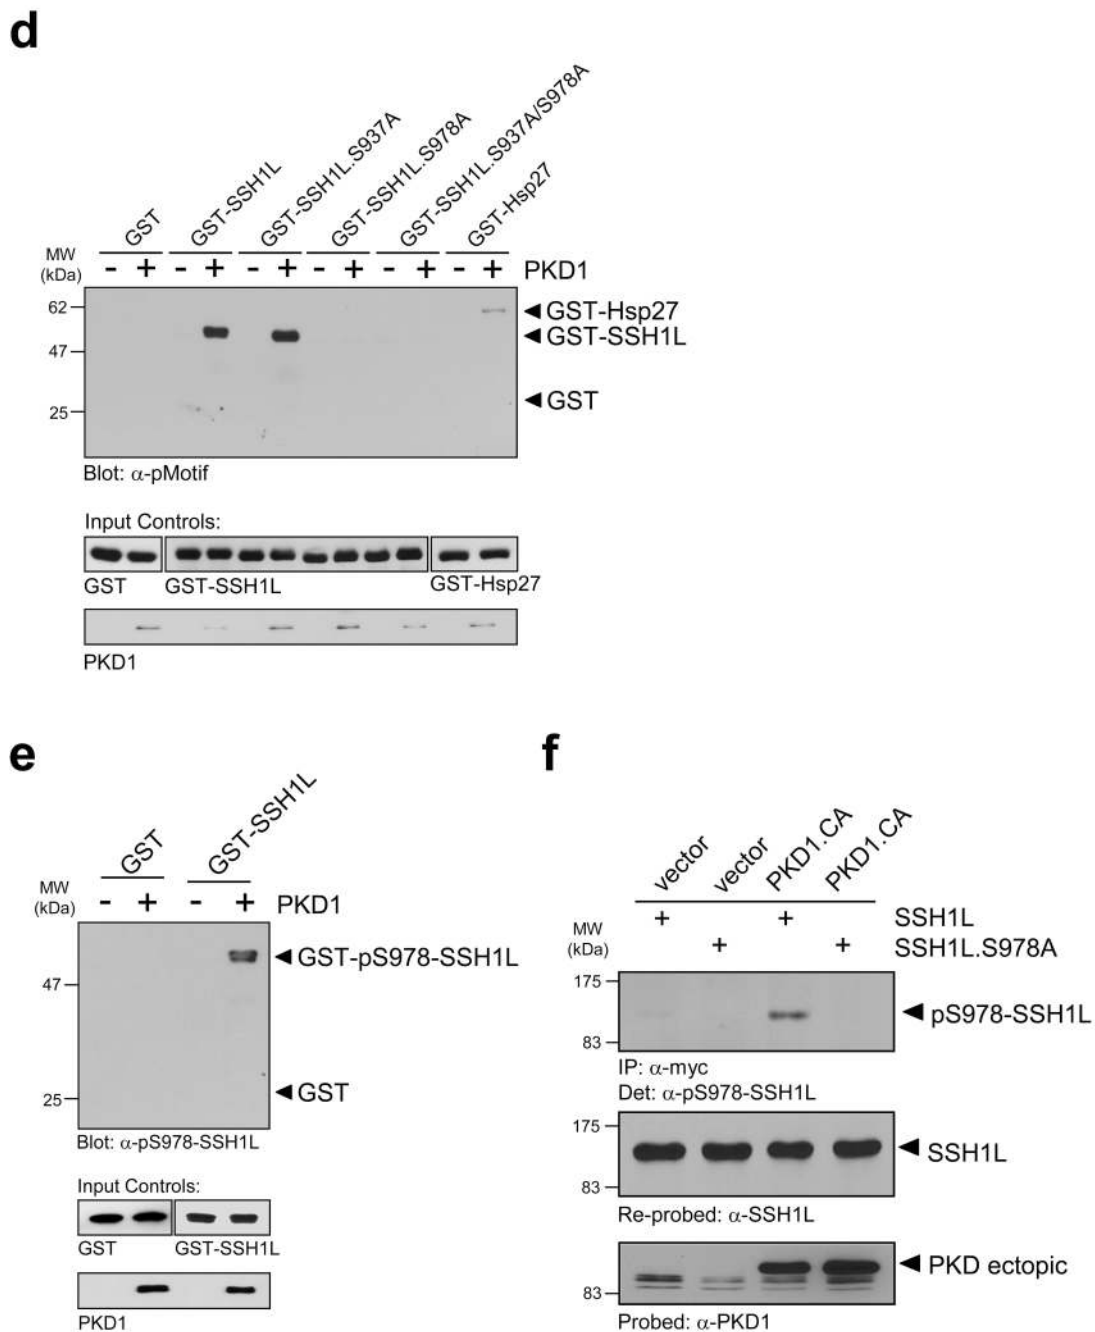 d
GST
GST-SSH1L
GST-SSH1L.S937A
GST-SSH1L.S978A
GST-SSH1L.S937A/S978A
GST-Hsp27
MW
(kDa)
- + - + - + - + - + - + PKD1
62
GST-Hsp27
GST-SSH1L
47
GST
25
Blot: α-pMotif
Input Controls:
GST GST-SSH1L GST-Hsp27
PKD1
e
GST
GST-SSH1L
MW
(kDa)
- + - + PKD1
GST-pS978-SSH1L
47
GST
25
Blot: α-pS978-SSH1L
Input Controls:
GST GST-SSH1L
PKD1
f
vector
vector
PKD1.CA
PKD1.CA
+ + SSH1L
+ + SSH1L.S978A
MW
(kDa)
175
pS978-SSH1L
83
IP: α-myc
Det: α-pS978-SSH1L
175
SSH1L
83
Re-probed: α-SSH1L
PKD ectopic
83
Probed: α-PKD1